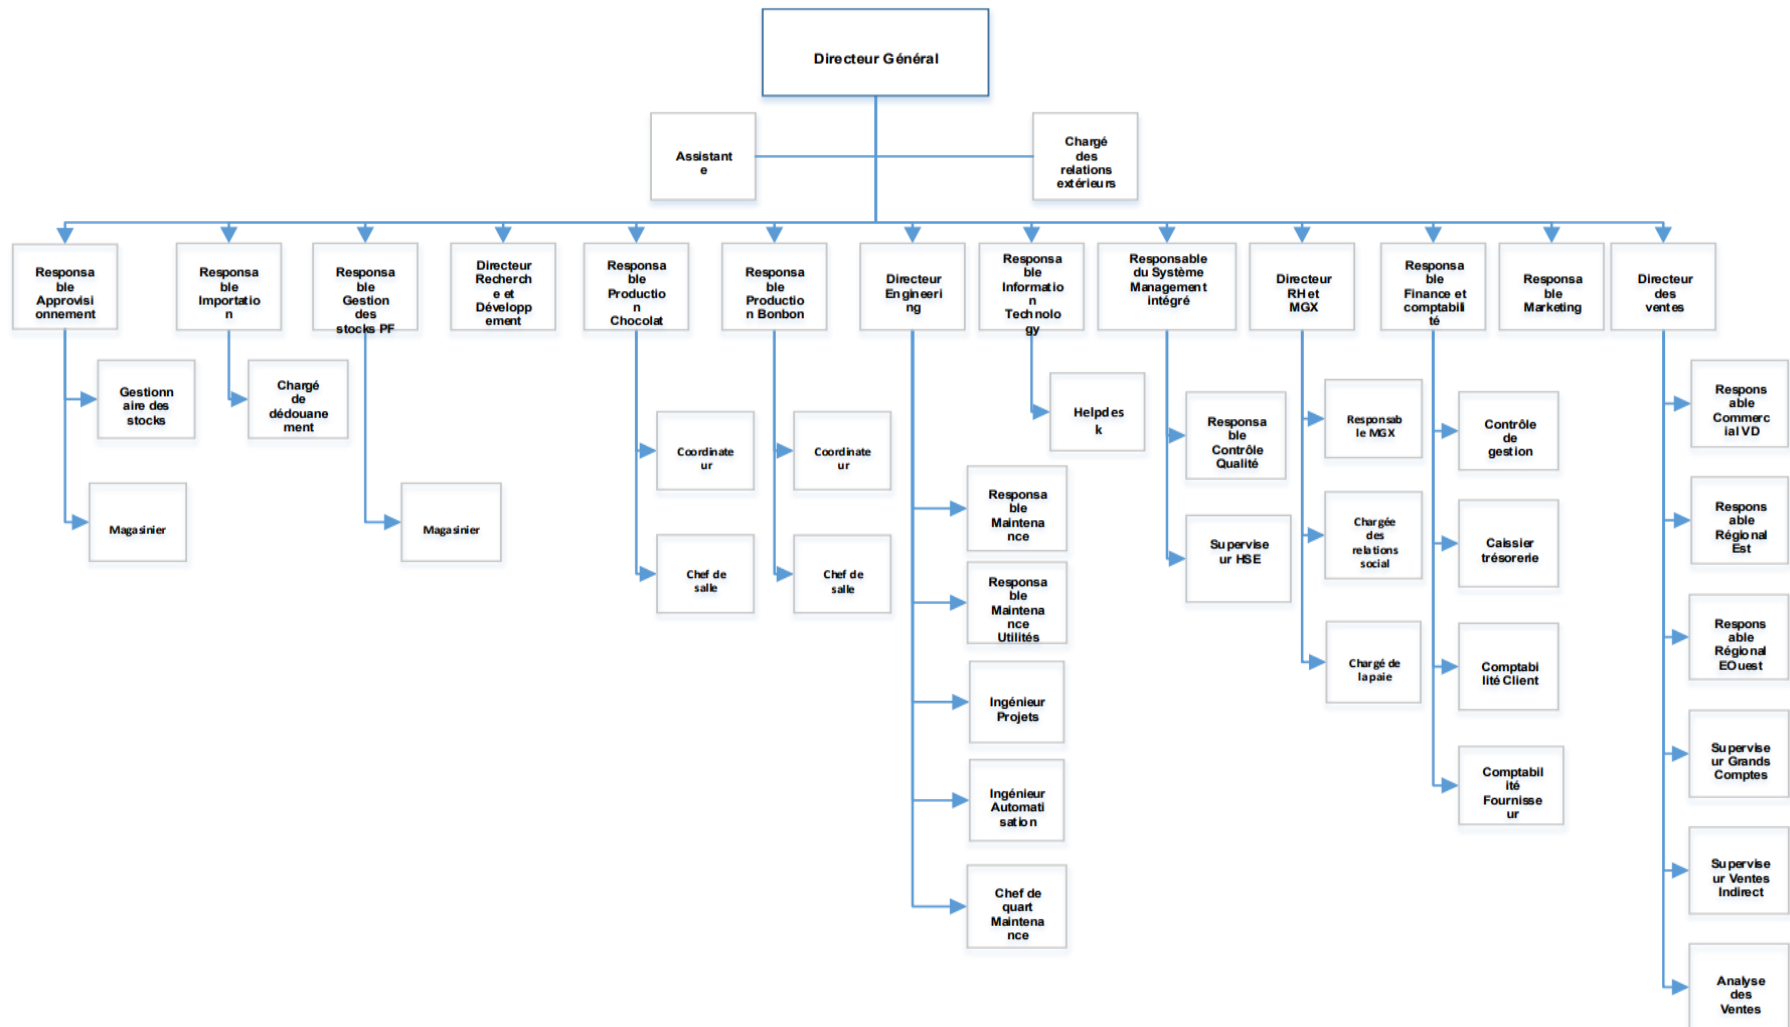 Directeur Général
Assistant
e
Chargé
des
relations
extérieurs
Responsa
ble
Approvisi
onnement
Responsa
ble
Importatio
n
Responsa
ble
Gestion
des
stocks PF
Directeur
Recherch
e et
Développ
ement
Responsa
ble
Productio
n
Chocolat
Responsa
ble
Productio
n Bonbon
Directeur
Engineeri
ng
Responsa
ble
Information
Technolo
gy
Responsable
du Système
Management
intégré
Directeur
RH et
MGX
Responsa
ble
Finance et
comptabili
té
Responsa
ble
Marketing
Directeur
des
ventes
Gestionn
aire des
stocks
Magasinier
Chargé
de
dédouane
ment
Magasinier
Coordinate
ur
Chef de
salle
Coordinate
ur
Chef de
salle
Responsa
ble
Maintena
nce
Responsa
ble
Maintena
nce
Utilités
Ingénieur
Projets
Ingénieur
Automati
sation
Chef de
quart
Maintena
nce
Helpdes
k
Responsa
ble
Contrôle
Qualité
Supervise
ur HSE
Responsab
le MGX
Chargée
des
relations
social
Chargé de
la paie
Contrôle
de
gestion
Caissier
trésorerie
Comptabi
lité Client
Comptabil
ité
Fournisse
ur
Respons
able
Commerc
ial VD
Respons
able
Régional
Est
Respons
able
Régional
EOuest
Supervise
ur Grands
Comptes
Supervise
ur Ventes
Indirect
Analyse
des
Ventes